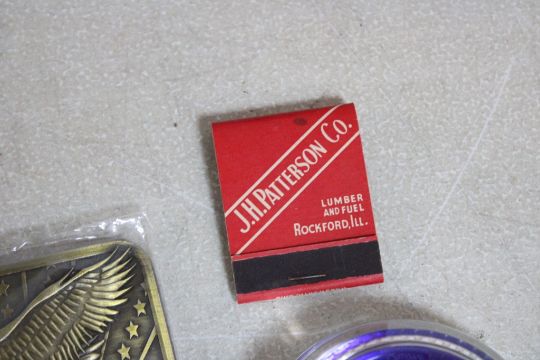 J.H. PATTERSON CO.
LUMBER
AND FUEL
ROCKFORD, ILL.